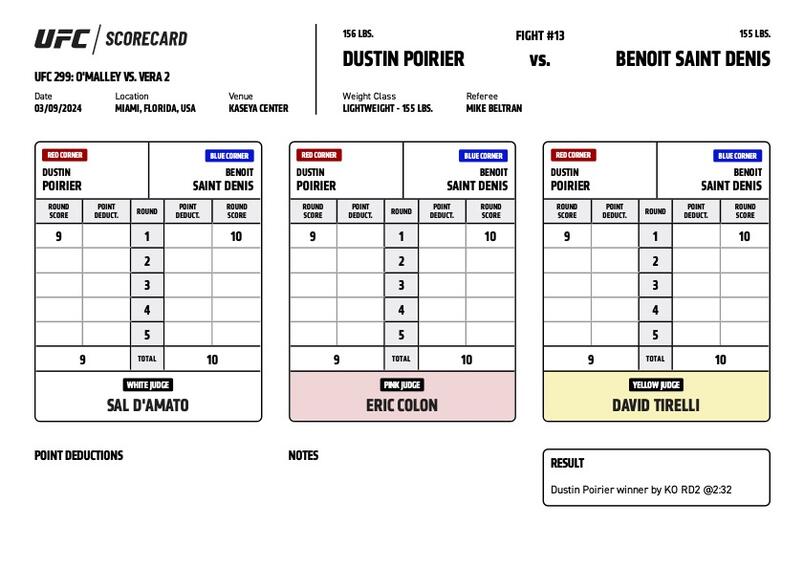 UFC / SCORECARD
UFC 299: O'MALLEY VS. VERA 2
Date Location Venue
03/09/2024 MIAMI, FLORIDA, USA KASEYA CENTER
156 LBS. FIGHT #13 155 LBS.
DUSTIN POIRIER vs. BENOIT SAINT DENIS
Weight Class Referee
LIGHTWEIGHT - 155 LBS. MIKE BELTRAN
RED CORNER BLUE CORNER
DUSTIN BENOIT
POIRIER SAINT DENIS
ROUND POINT ROUND POINT ROUND
SCORE DEDUCT. DEDUCT. SCORE
9 1 10
2
3
4
5
9 TOTAL 10
WHITE JUDGE
SAL D'AMATO
RED CORNER BLUE CORNER
DUSTIN BENOIT
POIRIER SAINT DENIS
ROUND POINT ROUND POINT ROUND
SCORE DEDUCT. DEDUCT. SCORE
9 1 10
2
3
4
5
9 TOTAL 10
PINK JUDGE
ERIC COLON
RED CORNER BLUE CORNER
DUSTIN BENOIT
POIRIER SAINT DENIS
ROUND POINT ROUND POINT ROUND
SCORE DEDUCT. DEDUCT. SCORE
9 1 10
2
3
4
5
9 TOTAL 10
YELLOW JUDGE
DAVID TIRELLI
POINT DEDUCTIONS
NOTES
RESULT
Dustin Poirier winner by KO RD2 @2:32